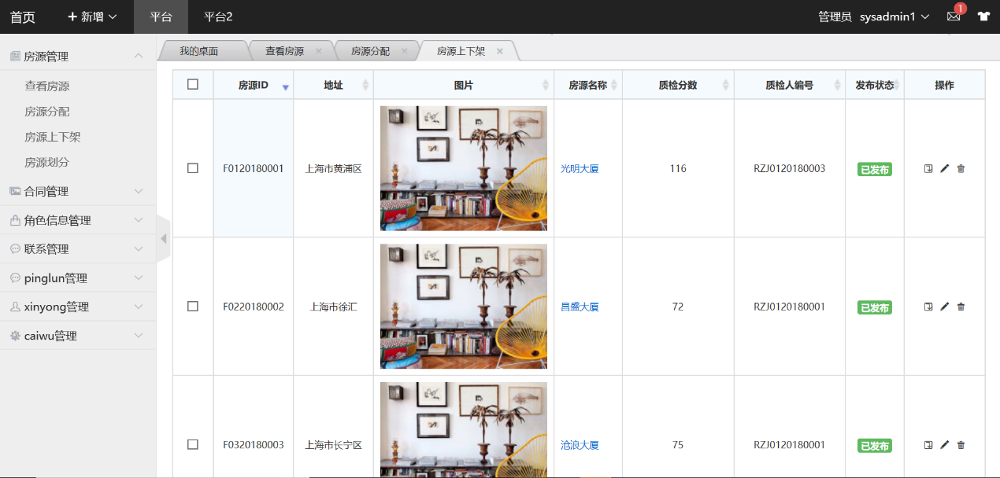 首页 新增 平台 平台2 管理员 sysadmin1 1
房源管理
查看房源
房源分配
房源上下架
房源划分
合同管理
角色信息管理
联系管理
pinglun管理
xinyong管理
caiwu管理
我的桌面 查看房源 房源分配 房源上下架
房源ID 地址 图片 房源名称 质检分数 质检人编号 发布状态 操作
F0120180001 上海市黄浦区 光明大厦 116 RZJ0120180003 已发布
F0220180002 上海市徐汇 昌盛大厦 72 RZJ0120180001 已发布
F0320180003 上海市长宁区 沧浪大厦 75 RZJ0120180001 已发布